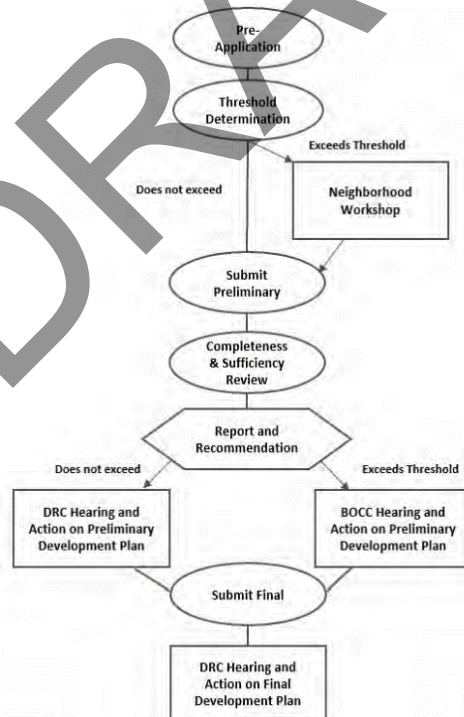 Pre-
Application
Threshold
Determination
Exceeds Threshold
Does not exceed
Neighborhood
Workshop
Submit
Preliminary
Completeness
& Sufficiency
Review
Report and
Recommendation
Does not exceed
Exceeds Threshold
DRC Hearing and
Action on Preliminary
Development Plan
BOCC Hearing and
Action on Preliminary
Development Plan
Submit Final
DRC Hearing and
Action on Final
Development Plan
DRA